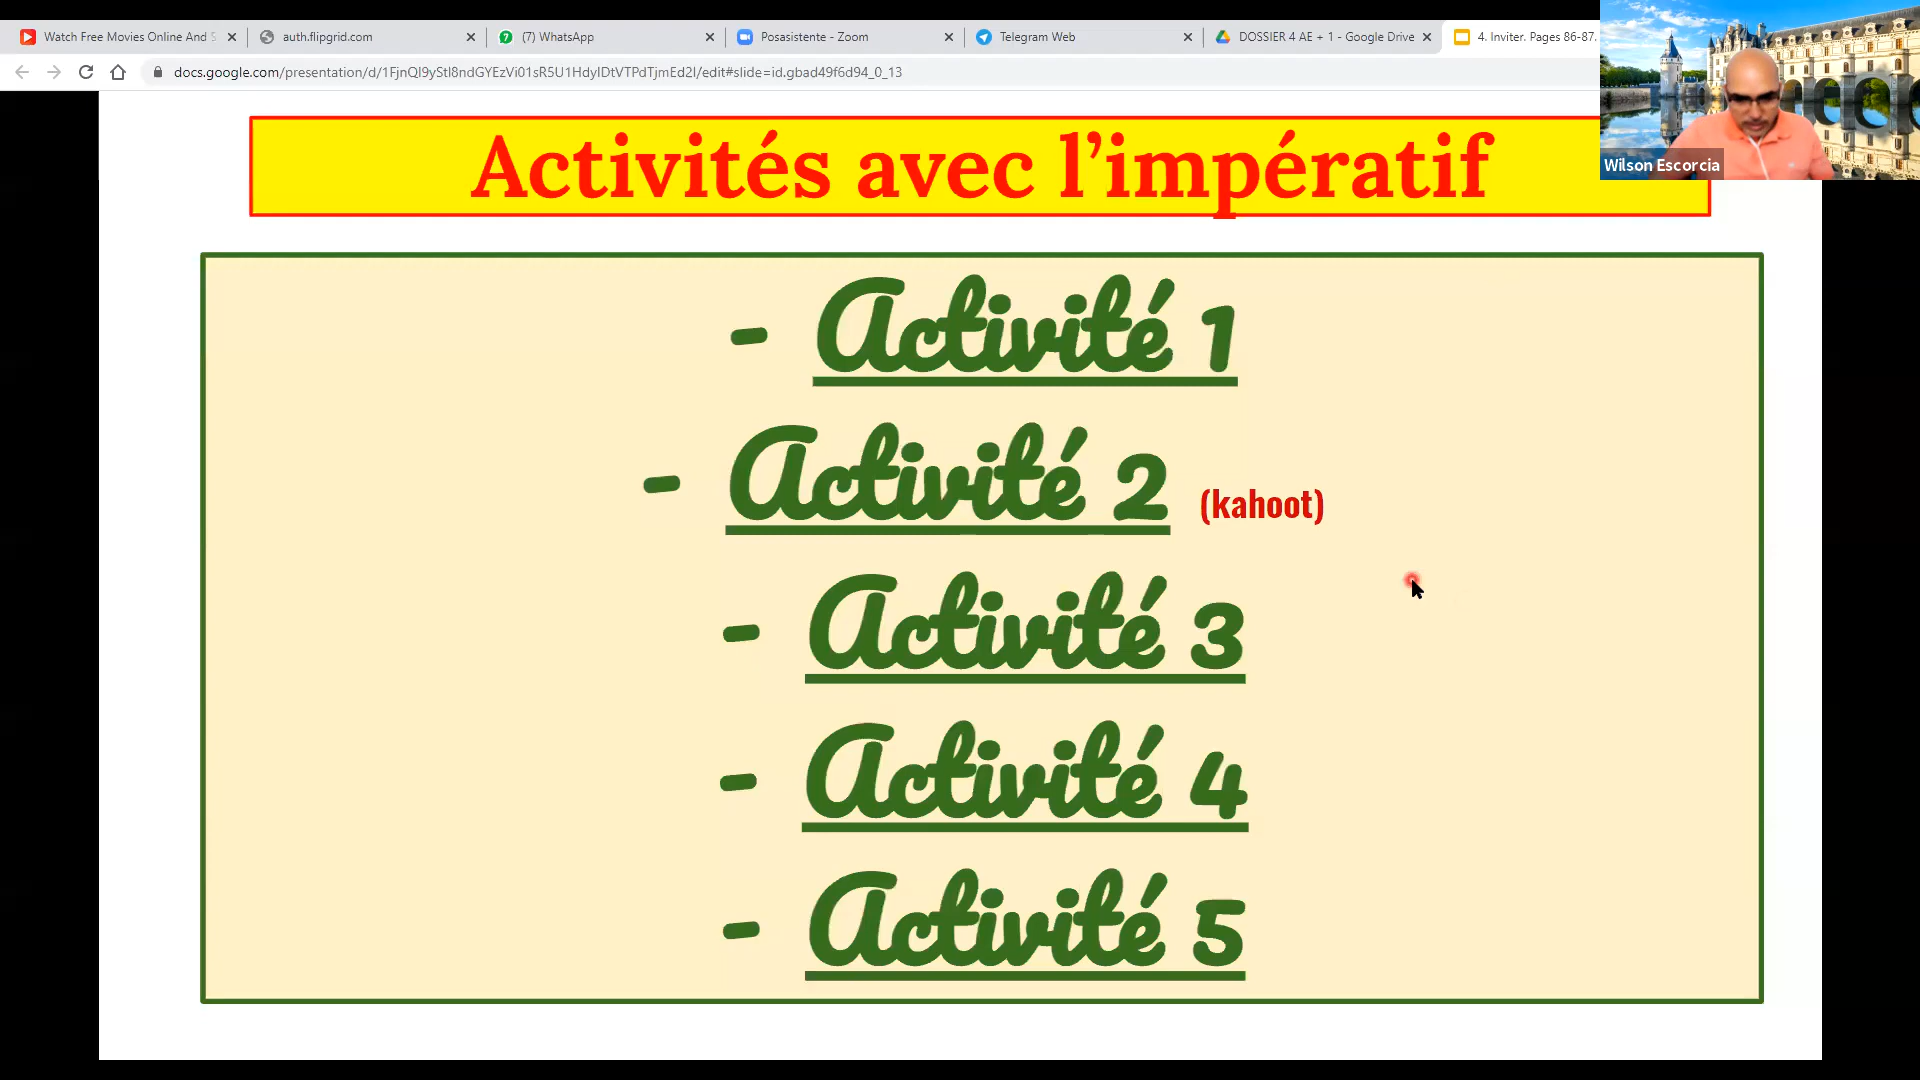 Watch Free Movies Online And S
auth.flipgrid.com
(7) WhatsApp
Posasistente - Zoom
Telegram Web
DOSSIER 4 AE + 1 - Google Drive
4. Inviter. Pages 86-87.
docs.google.com/presentation/d/1FjnQI9yStI8ndGYEzVi01sR5U1HdyIDtVTPdTjmEd2I/edit#slide=id.gbad49f6d94_0_13
Wilson Escorcia
Activités avec l’impératif
- Activité 1
- Activité 2 (kahoot)
- Activité 3
- Activité 4
- Activité 5